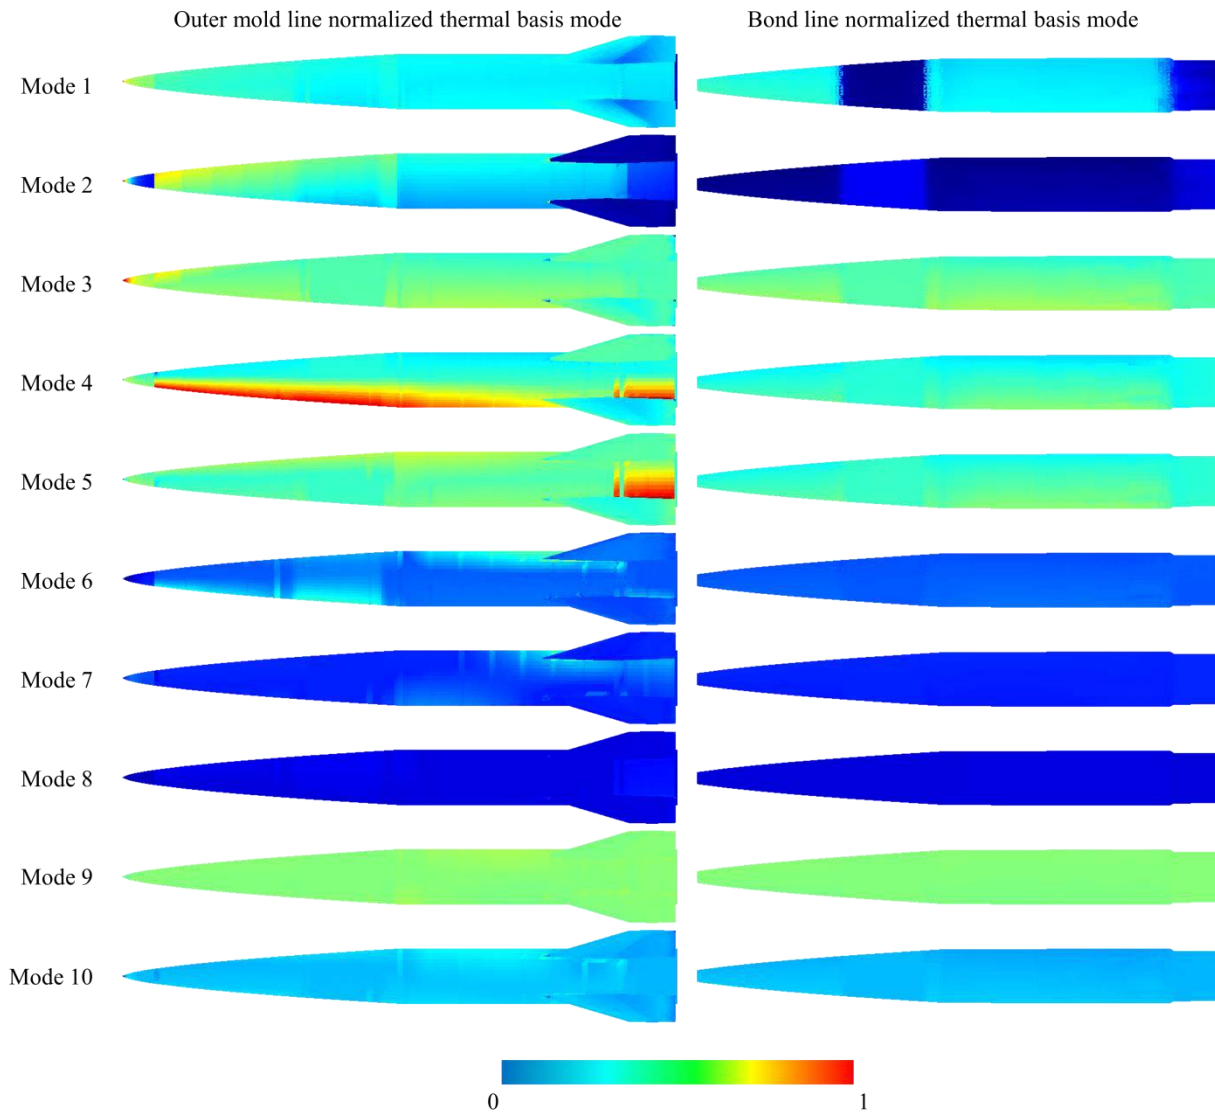 Outer mold line normalized thermal basis mode
Bond line normalized thermal basis mode
Mode 1
Mode 2
Mode 3
Mode 4
Mode 5
Mode 6
Mode 7
Mode 8
Mode 9
Mode 10
0
1